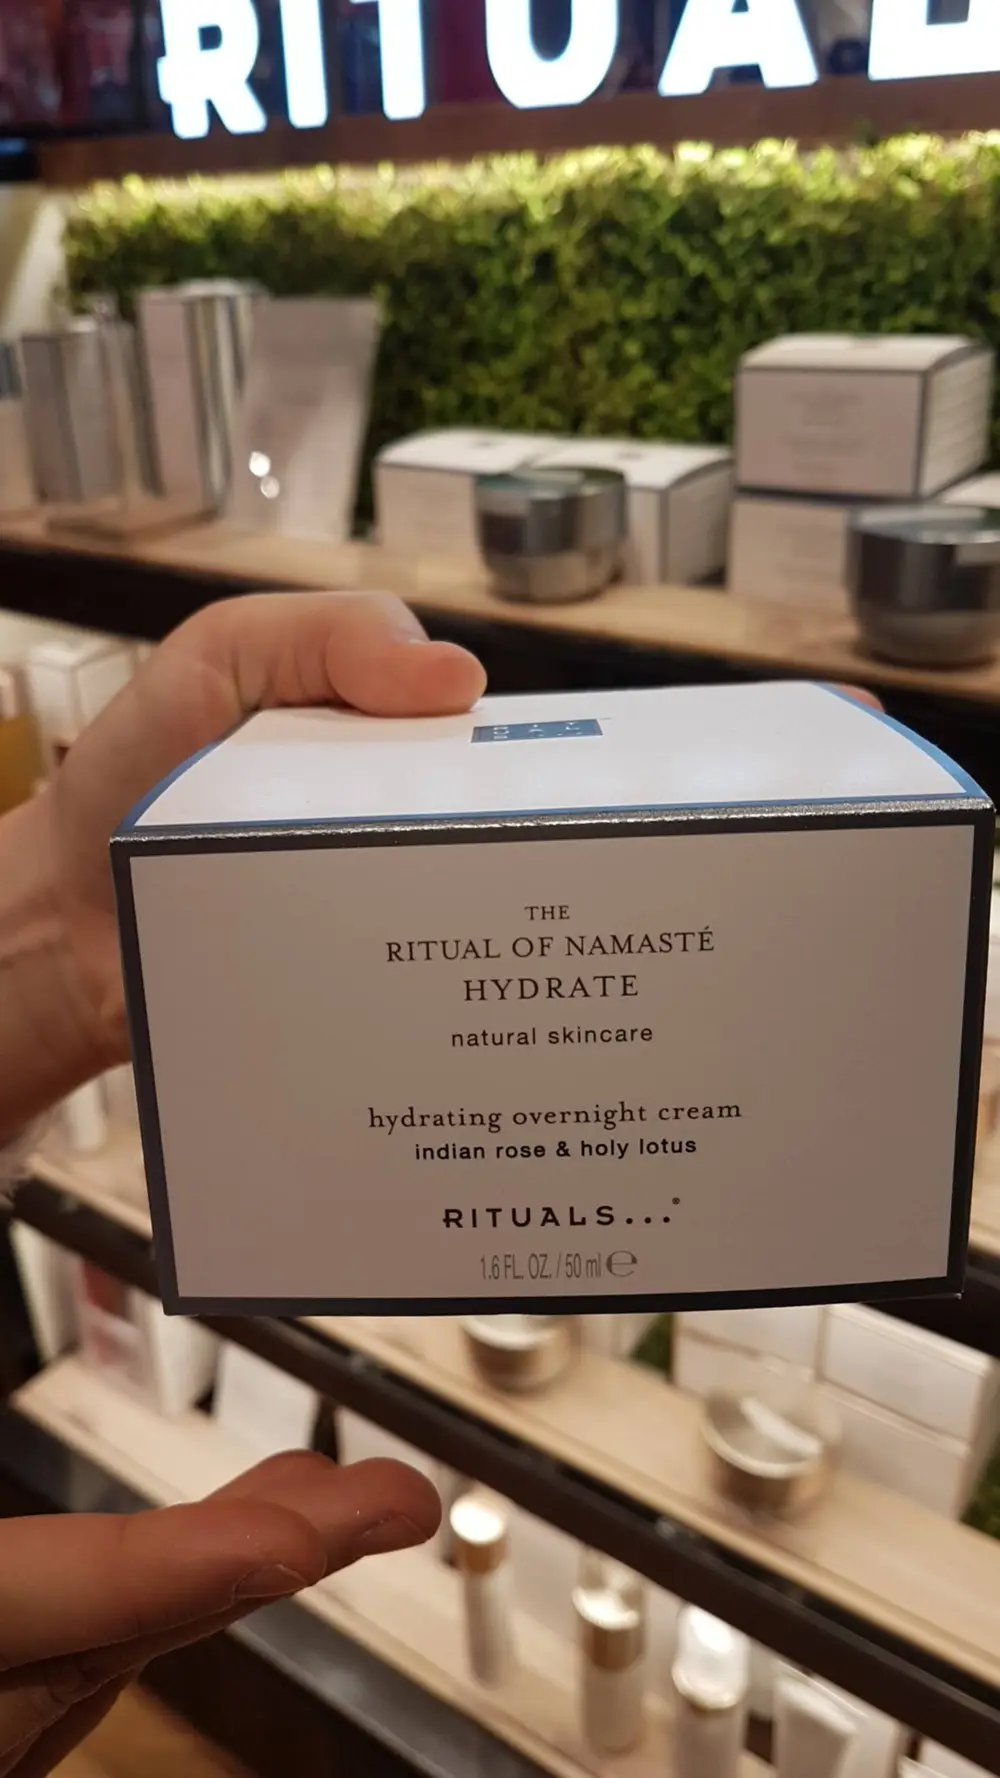 RITUAL
THE
RITUAL OF NAMASTÉ
HYDRATE
natural skincare
hydrating overnight cream
indian rose & holy lotus
RITUALS...®
1.6 FL. OZ. / 50 ml ℮